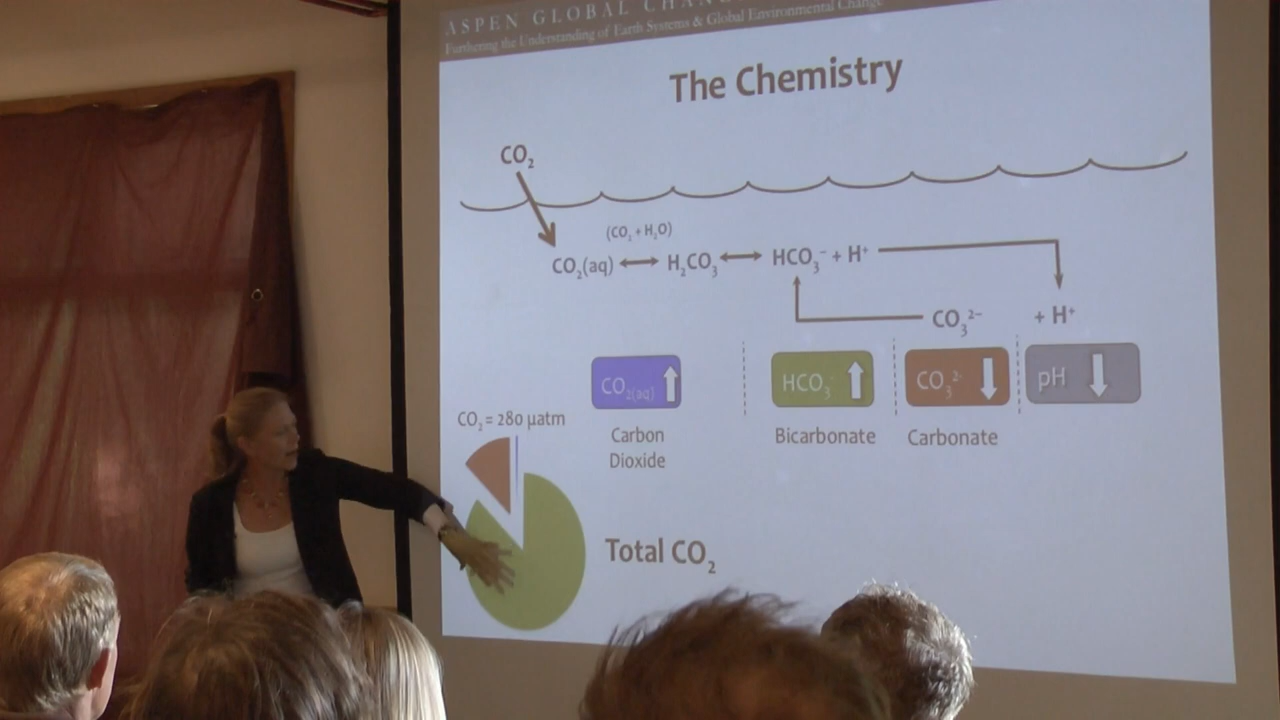 ASPEN GLOBAL
Furthering the Understanding of Earth Systems & Global Environmental Change
The Chemistry
CO₂
(CO₂ + H₂O)
CO₂(aq) ↔ H₂CO₃ ↔ HCO₃⁻ + H⁺
CO₃²⁻ + H⁺
CO₂(aq) ↑ HCO₃⁻ ↑ CO₃²⁻ ↓ pH ↓
CO₂ = 280 µatm
Carbon Dioxide
Bicarbonate
Carbonate
Total CO₂